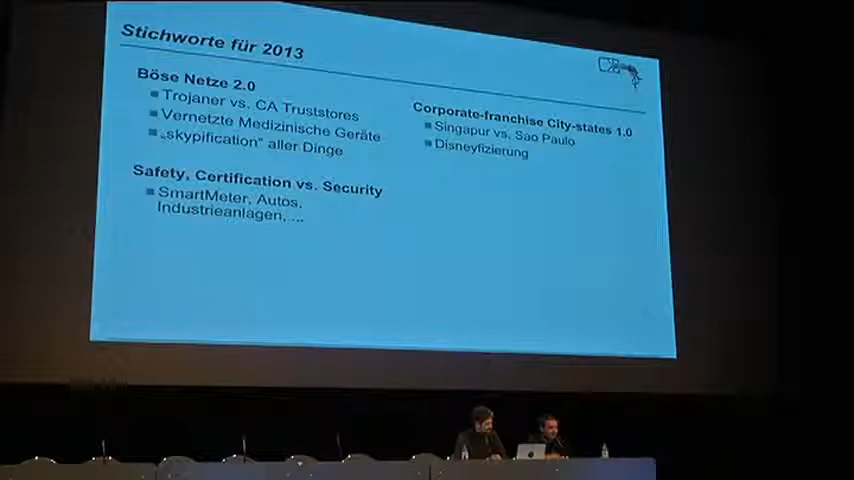 Stichworte für 2013
Böse Netze 2.0
Trojaner vs. CA Truststores
Vernetzte Medizinische Geräte
„skypification“ aller Dinge
Safety, Certification vs. Security
SmartMeter, Autos,
Industrieanlagen, ...
Corporate-franchise City-states 1.0
Singapur vs. Sao Paulo
Disneyfizierung